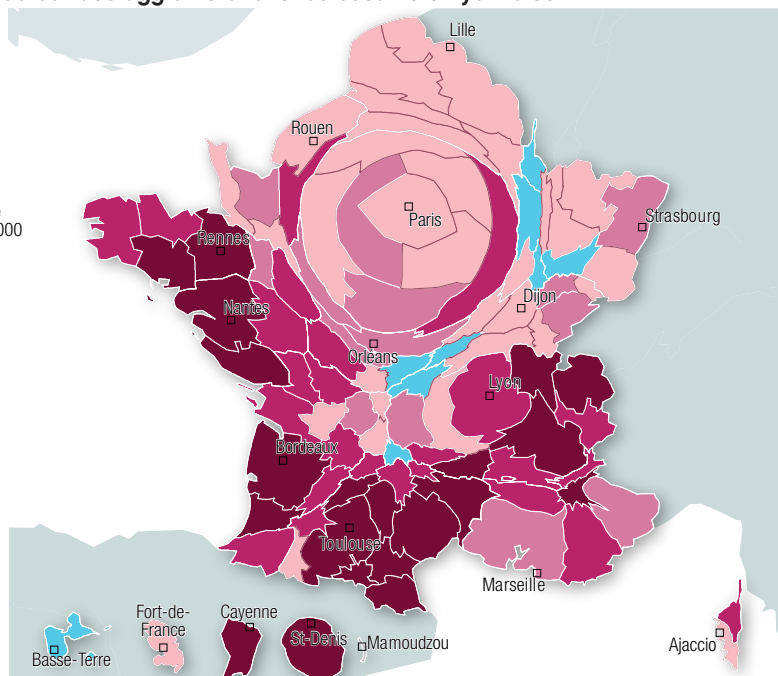 Lille
Rouen
Paris
Strasbourg
000
Rennes
Dijon
Nantes
Orléans
Lyon
Bordeaux
Toulouse
Marseille
Fort-de-
France
Cayenne
St-Denis
Mamoudzou
Ajaccio
Basse-Terre